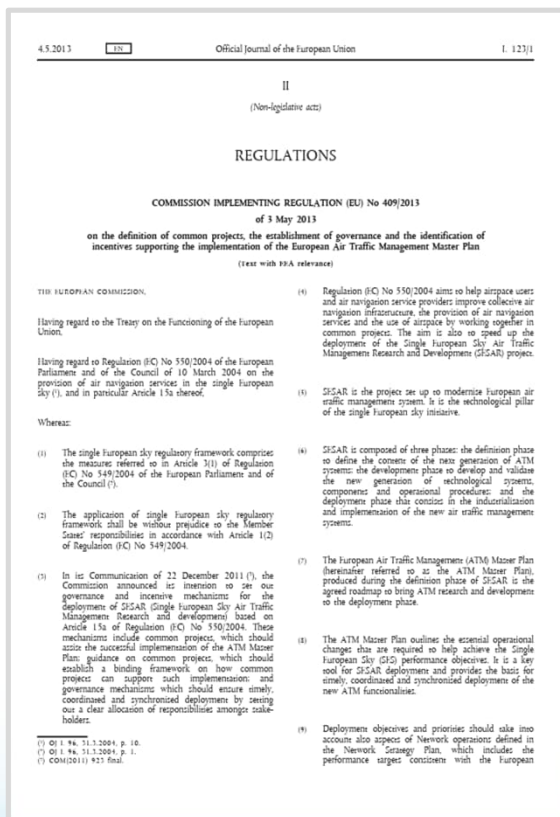 4.5.2013 EN Official Journal of the European Union L 123/1
II
(Non-legislative acts)
REGULATIONS
COMMISSION IMPLEMENTING REGULATION (EU) No 409/2013
of 3 May 2013
on the definition of common projects, the establishment of governance and the identification of
incentives supporting the implementation of the European Air Traffic Management Master Plan
(Text with EEA relevance)
THE EUROPEAN COMMISSION,
Having regard to the Treaty on the Functioning of the European
Union,
Having regard to Regulation (EC) No 550/2004 of the European
Parliament and of the Council of 10 March 2004 on the
provision of air navigation services in the single European
sky (¹), and in particular Article 15a thereof,
Whereas:
(1) The single European sky regulatory framework comprises
the measures referred to in Article 3(1) of Regulation
(EC) No 549/2004 of the European Parliament and of
the Council (²).
(2) The application of single European sky regulatory
framework shall be without prejudice to the Member
States' responsibilities in accordance with Article 1(2)
of Regulation (EC) No 549/2004.
(3) In its Communication of 22 December 2011 (³), the
Commission announced its intention to set out
governance and incentive mechanisms for the
deployment of SESAR (Single European Sky Air Traffic
Management Research and development) based on
Article 15a of Regulation (EC) No 550/2004. These
mechanisms include common projects, which should
assist the successful implementation of the ATM Master
Plan; guidance on common projects, which should
establish a binding framework on how common
projects can support such implementation; and
governance mechanisms which should ensure timely,
coordinated and synchronised deployment by setting
out a clear allocation of responsibilities amongst stake-
holders.
(¹) OJ L 96, 31.3.2004, p. 10.
(²) OJ L 96, 31.3.2004, p. 1.
(³) COM(2011) 923 final.
(4) Regulation (EC) No 550/2004 aims to help airspace users
and air navigation service providers improve collective air
navigation infrastructure, the provision of air navigation
services and the use of airspace by working together in
common projects. The aim is also to speed up the
deployment of the Single European Sky Air Traffic
Management Research and Development (SESAR) project.
(5) SESAR is the project set up to modernise European air
traffic management system. It is the technological pillar
of the single European sky initiative.
(6) SESAR is composed of three phases: the definition phase
to define the content of the next generation of ATM
systems; the development phase to develop and validate
the new generation of technological systems,
components and operational procedures; and the
deployment phase that consists in the industrialisation
and implementation of the new air traffic management
systems.
(7) The European Air Traffic Management (ATM) Master Plan
(hereinafter referred to as the ATM Master Plan),
produced during the definition phase of SESAR is the
agreed roadmap to bring ATM research and development
to the deployment phase.
(8) The ATM Master Plan outlines the essential operational
changes that are required to help achieve the Single
European Sky (SES) performance objectives. It is a key
tool for SESAR deployment and provides the basis for
timely, coordinated and synchronised deployment of the
new ATM functionalities.
(9) Deployment objectives and priorities should take into
account also aspects of Network operations defined in
the Network Strategy Plan, which includes the
performance targets consistent with the European